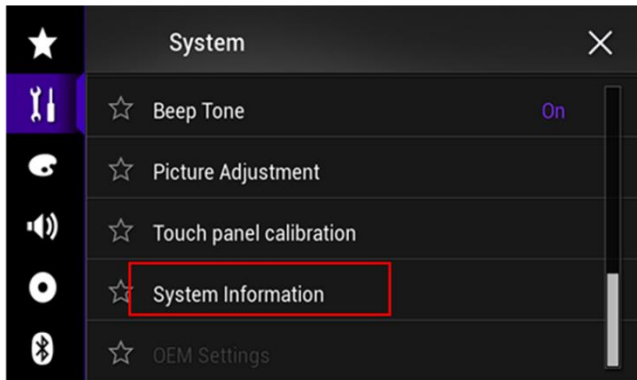 System
Beep Tone On
Picture Adjustment
Touch panel calibration
System Information
OEM Settings